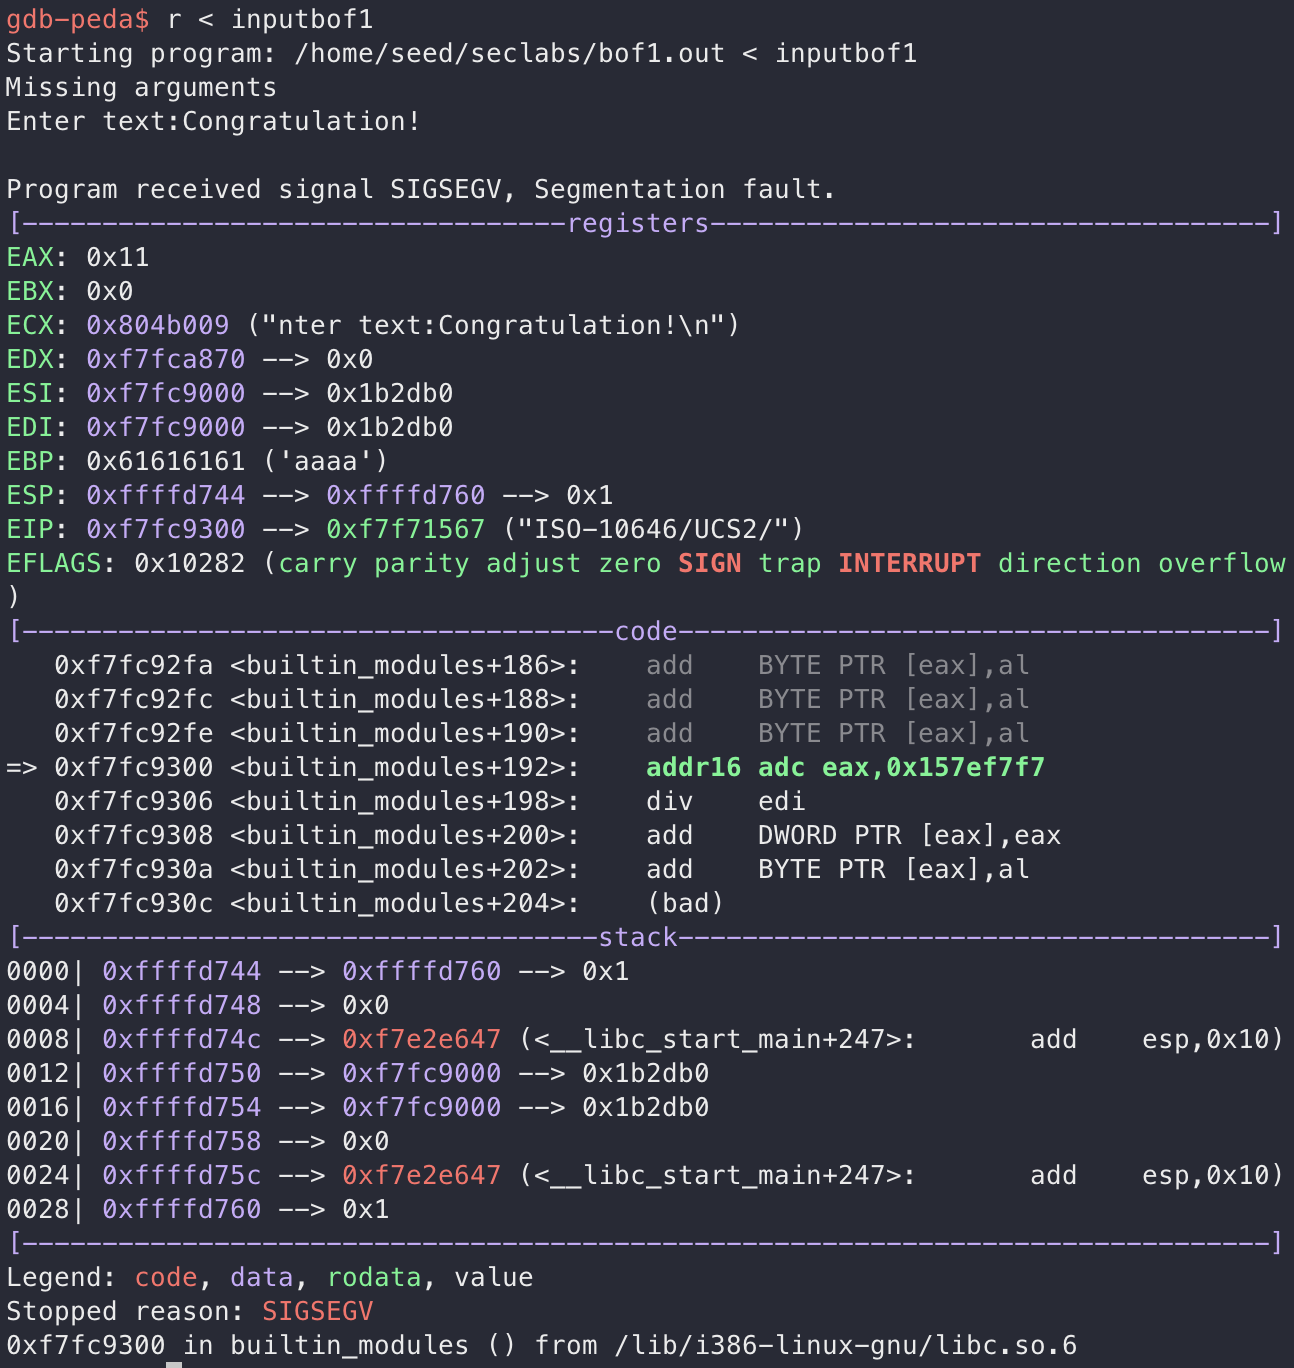 gdb-peda$ r < inputbof1
Starting program: /home/seed/seclabs/bof1.out < inputbof1
Missing arguments
Enter text:Congratulation!
Program received signal SIGSEGV, Segmentation fault.
[----------------------------------registers-----------------------------------]
EAX: 0x11
EBX: 0x0
ECX: 0x804b009 ("nter text:Congratulation!\n")
EDX: 0xf7fca870 --> 0x0
ESI: 0xf7fc9000 --> 0x1b2db0
EDI: 0xf7fc9000 --> 0x1b2db0
EBP: 0x61616161 ('aaaa')
ESP: 0xffffd744 --> 0xffffd760 --> 0x1
EIP: 0xf7fc9300 --> 0xf7f71567 ("ISO-10646/UCS2/")
EFLAGS: 0x10282 (carry parity adjust zero SIGN trap INTERRUPT direction overflow
)
[-------------------------------------code-------------------------------------]
   0xf7fc92fa <builtin_modules+186>:	add    BYTE PTR [eax],al
   0xf7fc92fc <builtin_modules+188>:	add    BYTE PTR [eax],al
   0xf7fc92fe <builtin_modules+190>:	add    BYTE PTR [eax],al
=> 0xf7fc9300 <builtin_modules+192>:	addr16 adc eax,0x157ef7f7
   0xf7fc9306 <builtin_modules+198>:	div    edi
   0xf7fc9308 <builtin_modules+200>:	add    DWORD PTR [eax],eax
   0xf7fc930a <builtin_modules+202>:	add    BYTE PTR [eax],al
   0xf7fc930c <builtin_modules+204>:	(bad)
[------------------------------------stack-------------------------------------]
0000| 0xffffd744 --> 0xffffd760 --> 0x1
0004| 0xffffd748 --> 0x0
0008| 0xffffd74c --> 0xf7e2e647 (<__libc_start_main+247>:	add    esp,0x10)
0012| 0xffffd750 --> 0xf7fc9000 --> 0x1b2db0
0016| 0xffffd754 --> 0xf7fc9000 --> 0x1b2db0
0020| 0xffffd758 --> 0x0
0024| 0xffffd75c --> 0xf7e2e647 (<__libc_start_main+247>:	add    esp,0x10)
0028| 0xffffd760 --> 0x1
[------------------------------------------------------------------------------]
Legend: code, data, rodata, value
Stopped reason: SIGSEGV
0xf7fc9300 in builtin_modules () from /lib/i386-linux-gnu/libc.so.6